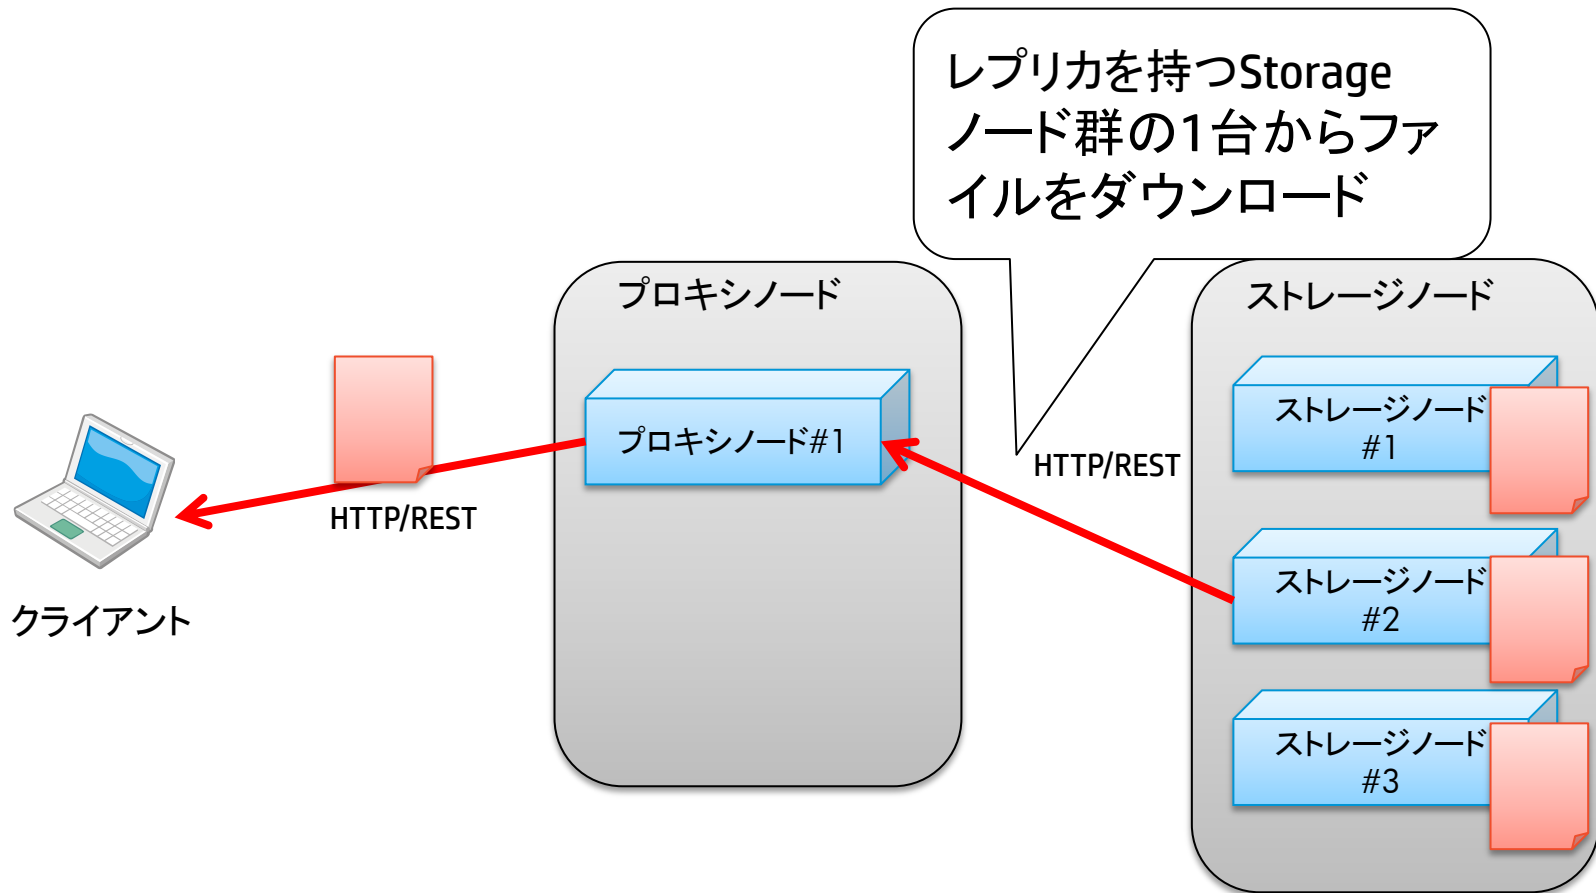 レプリカを持つStorage
ノード群の1台からファ
イルをダウンロード
プロキシノード
ストレージノード
プロキシノード#1
ストレージノード
#1
HTTP/REST
HTTP/REST
ストレージノード
#2
クライアント
ストレージノード
#3